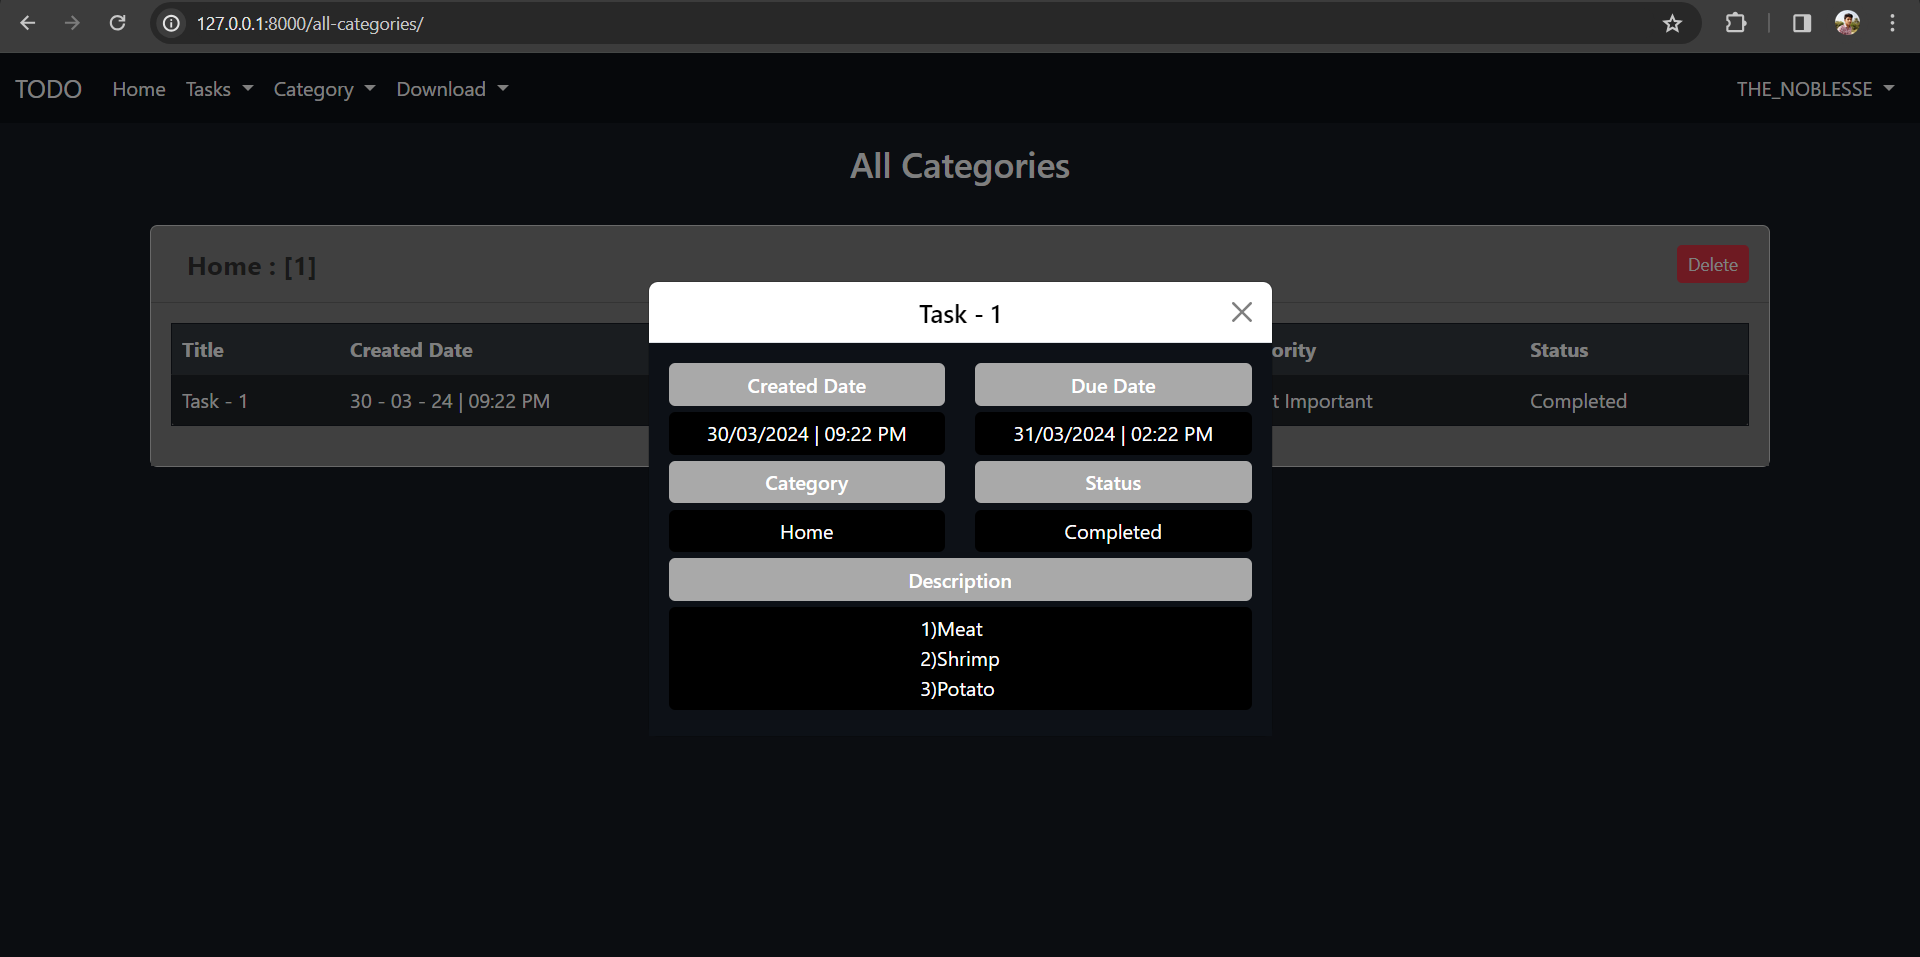 127.0.0.1:8000/all-categories/
TODO Home Tasks Category Download THE_NOBLESSE
All Categories
Home : [1] Delete
Title Created Date Status
Task - 1 30 - 03 - 24 | 09:22 PM Important Completed
Task - 1
Created Date Due Date
30/03/2024 | 09:22 PM 31/03/2024 | 02:22 PM
Category Status
Home Completed
Description
1)Meat
2)Shrimp
3)Potato